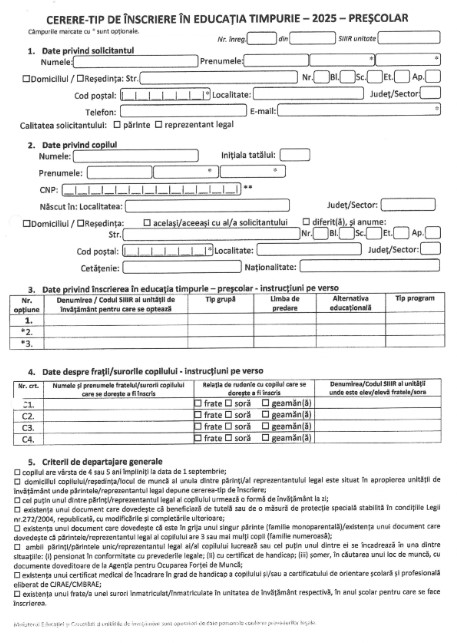 CERERE-TIP DE ÎNSCRIERE ÎN EDUCAȚIA TIMPURIE – 2025 – PREȘCOLAR
Câmpurile marcate cu * sunt opționale.
Nr. înreg. din SIIIR unitate
1. Date privind solicitantul
Numele: Prenumele: * *
☐Domiciliul / ☐Reședința: Str. Nr. Bl. Sc. Et. Ap.
Cod poștal: * Localitate: Județ/Sector:
Telefon: E-mail: *
Calitatea solicitantului: ☐ părinte ☐ reprezentant legal
2. Date privind copilul
Numele: Inițiala tatălui:
Prenumele: * *
CNP: **
Născut în: Localitatea: Județ/Sector:
☐Domiciliul / ☐Reședința: ☐ același/aceeași cu al/a solicitantului ☐ diferit(ă), și anume:
Str. Nr. Bl. Sc. Et. Ap.
Cod poștal: * Localitate: Județ/Sector:
Cetățenie: Naționalitate:
3. Date privind înscrierea în educația timpurie – preșcolar - instrucțiuni pe verso
Nr. opțiune Denumirea / Codul SIIIR al unității de învățământ pentru care se optează Tip grupă Limba de predare Alternativa educațională Tip program
1.
*2.
*3.
4. Date despre frații/surorile copilului - instrucțiuni pe verso
Nr. crt. Numele și prenumele fratelui/surorii copilului care se dorește a fi înscris Relația de rudenie cu copilul care se dorește a fi înscris Denumirea/Codul SIIIR al unității unde este elev/elevă fratele/sora
C1. ☐ frate ☐ soră ☐ geamăn(ă)
C2. ☐ frate ☐ soră ☐ geamăn(ă)
C3. ☐ frate ☐ soră ☐ geamăn(ă)
C4. ☐ frate ☐ soră ☐ geamăn(ă)
5. Criterii de departajare generale
☐ copilul are vârsta de 4 sau 5 ani împliniți la data de 1 septembrie;
☐ domiciliul copilului/reședința/locul de muncă al unuia dintre părinți/al reprezentantului legal este situat în apropierea unității de
învățământ unde părintele/reprezentantul legal depune cererea-tip de înscriere;
☐ cel puțin unul dintre părinți/reprezentantul legal al copilului urmează o formă de învățământ la zi;
☐ existența unui document care dovedește că beneficiază de tutelă sau de o măsură de protecție specială stabilită în condițiile Legii
nr.272/2004, republicată, cu modificările și completările ulterioare;
☐ existența unui document care dovedește că este în grija unui singur părinte (familie monoparentală)/existența unui document care
dovedește că părintele/reprezentantul legal al copilului are 3 sau mai mulți copii (familie numeroasă);
☐ ambii părinți/părintele unic/reprezentantul legal ai/al copilului lucrează sau cel puțin unul dintre ei se încadrează în una dintre
situațiile: (i) pensionat în conformitate cu prevederile legale; (ii) cu certificat de handicap; (iii) șomer, în căutarea unui loc de muncă, cu
documente doveditoare de la Agenția pentru Ocuparea Forței de Muncă;
☐ existența unui certificat medical de încadrare în grad de handicap a copilului și/sau a certificatului de orientare școlară și profesională
eliberat de CJRAE/CMBRAE;
☐ existența unui frate/a unei surori înmatriculat/înmatriculate în unitatea de învățământ respectivă, în anul școlar pentru care se face
înscrierea.
Ministerul Educației și Cercetării și unitățile de învățământ sunt operatori de date personale conform prevederilor legale.